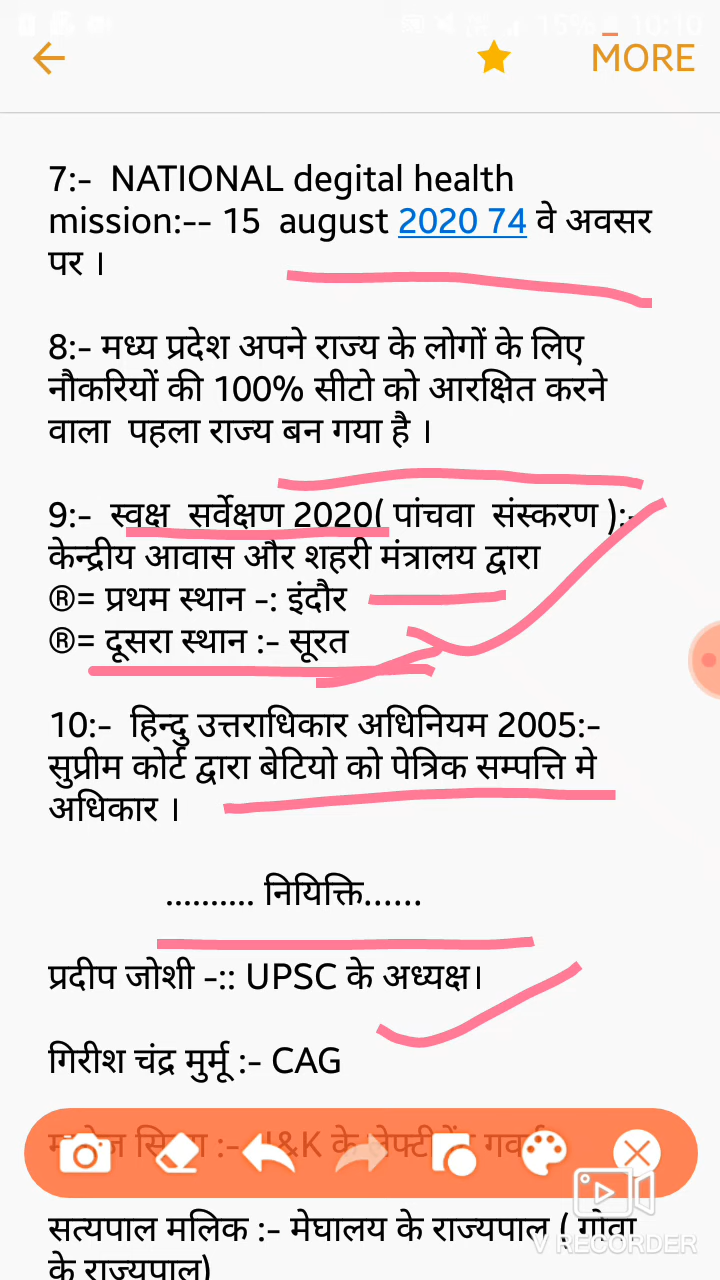 15% 10:10
MORE
7:- NATIONAL degital health
mission:-- 15 august 2020 74 वे अवसर
पर ।
8:- मध्य प्रदेश अपने राज्य के लोगों के लिए
नौकरियों की 100% सीटो को आरक्षित करने
वाला पहला राज्य बन गया है ।
9:- स्वक्ष सर्वेक्षण 2020( पांचवा संस्करण ):-
केन्द्रीय आवास और शहरी मंत्रालय द्वारा
®= प्रथम स्थान -: इंदौर
®= दूसरा स्थान :- सूरत
10:- हिन्दु उत्तराधिकार अधिनियम 2005:-
सुप्रीम कोर्ट द्वारा बेटियो को पेत्रिक सम्पत्ति मे
अधिकार ।
.......... नियिक्ति......
प्रदीप जोशी -:: UPSC के अध्यक्ष।
गिरीश चंद्र मुर्मू :- CAG
:- J&K के
सत्यपाल मलिक :- मेघालय के राज्यपाल ( गोवा
के राज्यपाल)
V RECORDER